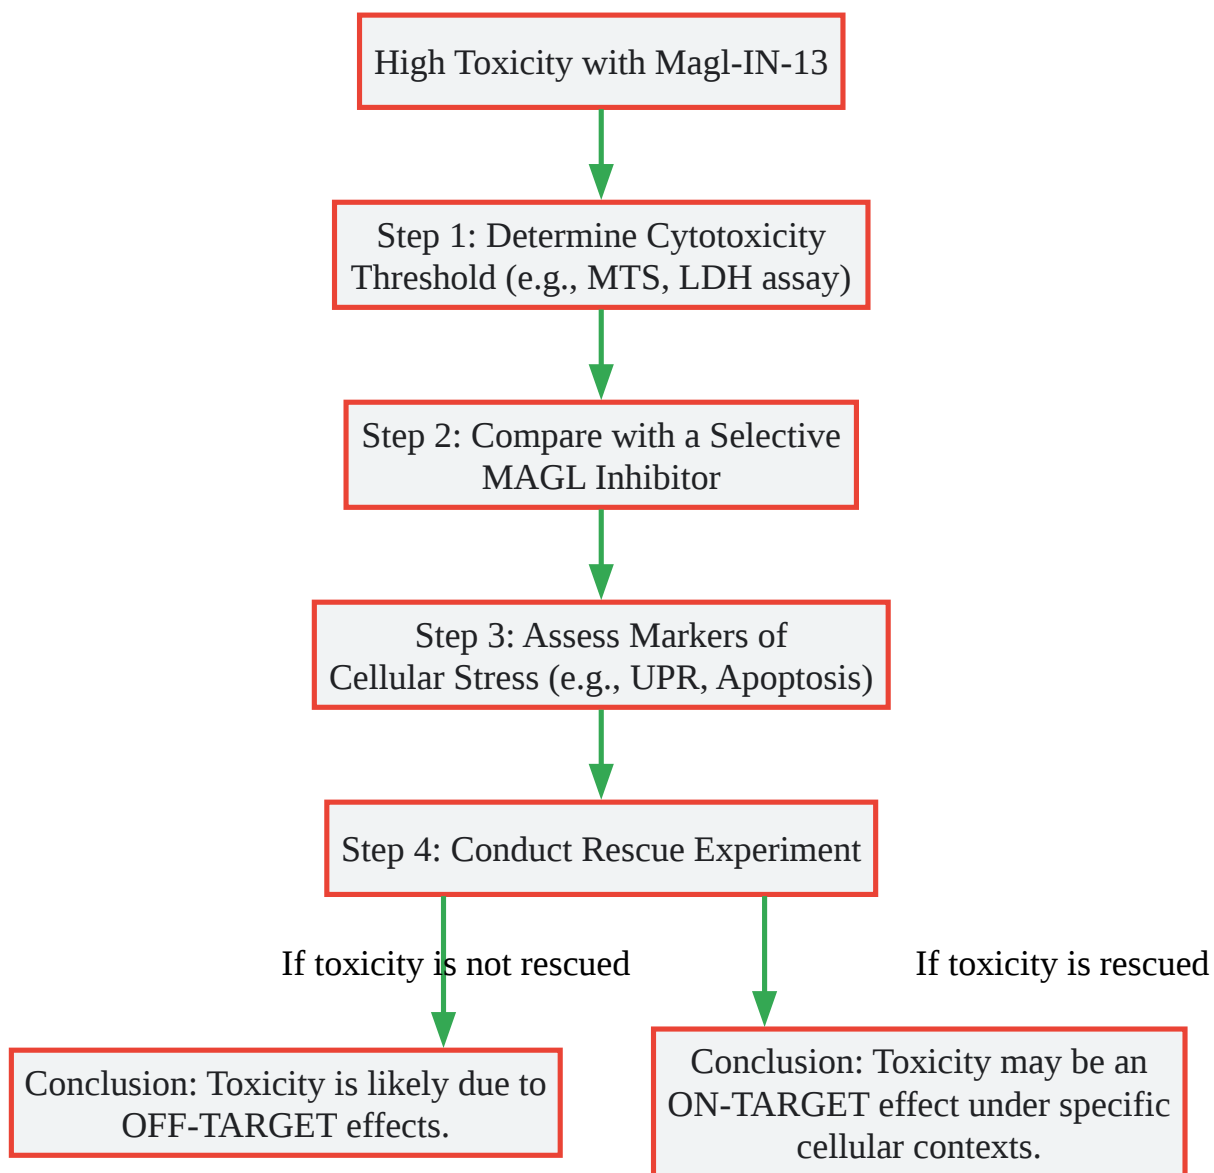 High Toxicity with Magl-IN-13
Step 1: Determine Cytotoxicity
Threshold (e.g., MTS, LDH assay)
Step 2: Compare with a Selective
MAGL Inhibitor
Step 3: Assess Markers of
Cellular Stress (e.g., UPR, Apoptosis)
Step 4: Conduct Rescue Experiment
If toxicity is not rescued
If toxicity is rescued
Conclusion: Toxicity is likely due to
OFF-TARGET effects.
Conclusion: Toxicity may be an
ON-TARGET effect under specific
cellular contexts.